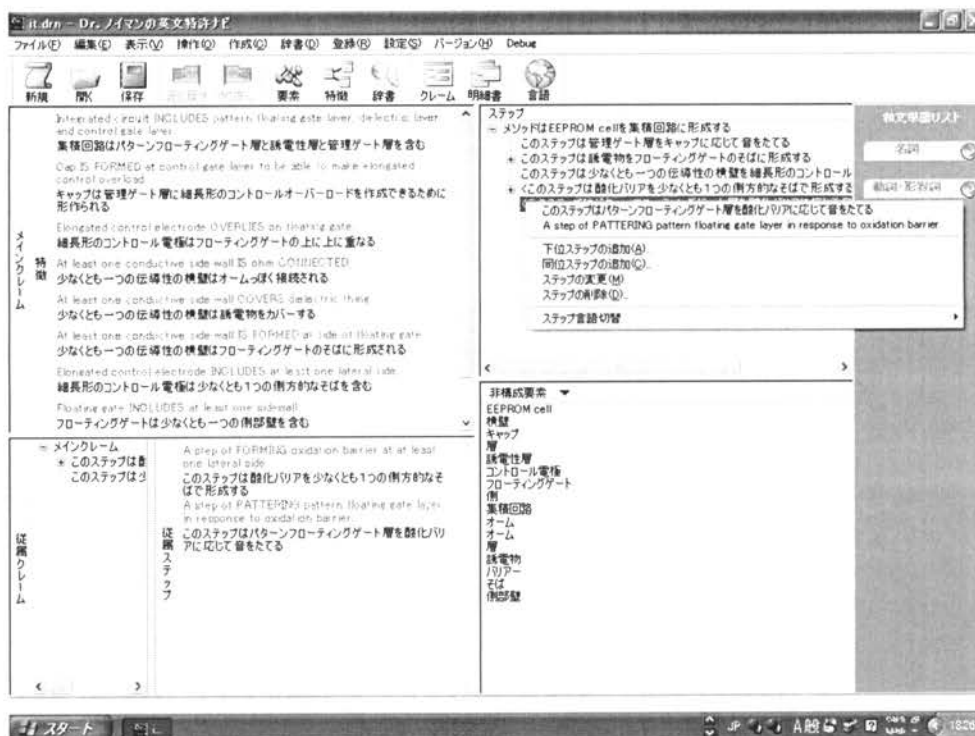 it.drn - Dr.ノイマンの英文特許ナビ
ファイル(F) 編集(E) 表示(V) 操作(O) 作成(C) 辞書(D) 登録(R) 設定(S) バージョン(H) Debug
新規 開く 保存 要素 特徴 辞書 クレーム 明細書 言語
メインクレーム
特徴
Integrated circuit INCLUDES pattern floating gate layer, dielectric layer
and control gate layer
集積回路はパターンフローティングゲート層と誘電性層と管理ゲート層を含む
Cap IS FORMED at control gate layer to be able to make elongated
control overload
キャップは管理ゲート層に細長形のコントロールオーバーロードを作成できるために
形作られる
Elongated control electrode OVERLIES on floating gate
細長形のコントロール電極はフローティングゲートの上に上に重なる
At least one conductive side wall IS ohm CONNECTED
少なくとも一つの伝導性の横壁はオームっぽく接続される
At least one conductive side wall COVERS dielectric thing
少なくとも一つの伝導性の横壁は誘電物をカバーする
At least one conductive side wall IS FORMED at side of floating gate
少なくとも一つの伝導性の横壁はフローティングゲートのそばに形成される
Elongated control electrode INCLUDES at least one lateral side
細長形のコントロール電極は少なくとも1つの側方的なそばを含む
Floating gate INCLUDES at least one sidewall
フローティングゲートは少なくとも一つの側部壁を含む
ステップ
メソッドはEEPROM cellを集積回路に形成する
このステップは管理ゲート層をキャップに応じて音をたてる
このステップは誘電物をフローティングゲートのそばに形成する
このステップは少なくとも一つの伝導性の横壁を細長形のコントロール
<このステップは酸化バリアを少なくとも1つの側方的なそばで形成する
このステップはパターンフローティングゲート層を酸化バリアに応じて音をたてる
A step of PATTERING pattern floating gate layer in response to oxidation barrier
下位ステップの追加(A)
同位ステップの追加(C)...
ステップの変更(M)
ステップの削除(D)...
ステップ言語切替
和文単語リスト
名詞
動詞・形容詞
非構成要素
EEPROM cell
横壁
キャップ
層
誘電性層
コントロール電極
フローティングゲート
側
集積回路
オーム
オーム
層
誘電物
バリアー
そば
側部壁
従属クレーム
メインクレーム
このステップは酸
このステップは少
従属ステップ
A step of FORMING oxidation barrier at at least
one lateral side
このステップは酸化バリアを少なくとも1つの側方的なそ
ばで形成する
A step of PATTERING pattern floating gate layer
in response to oxidation barrier
このステップはパターンフローティングゲート層を酸化バリ
アに応じて音をたてる
スタート
JP A般 CAPS KANA 18:26